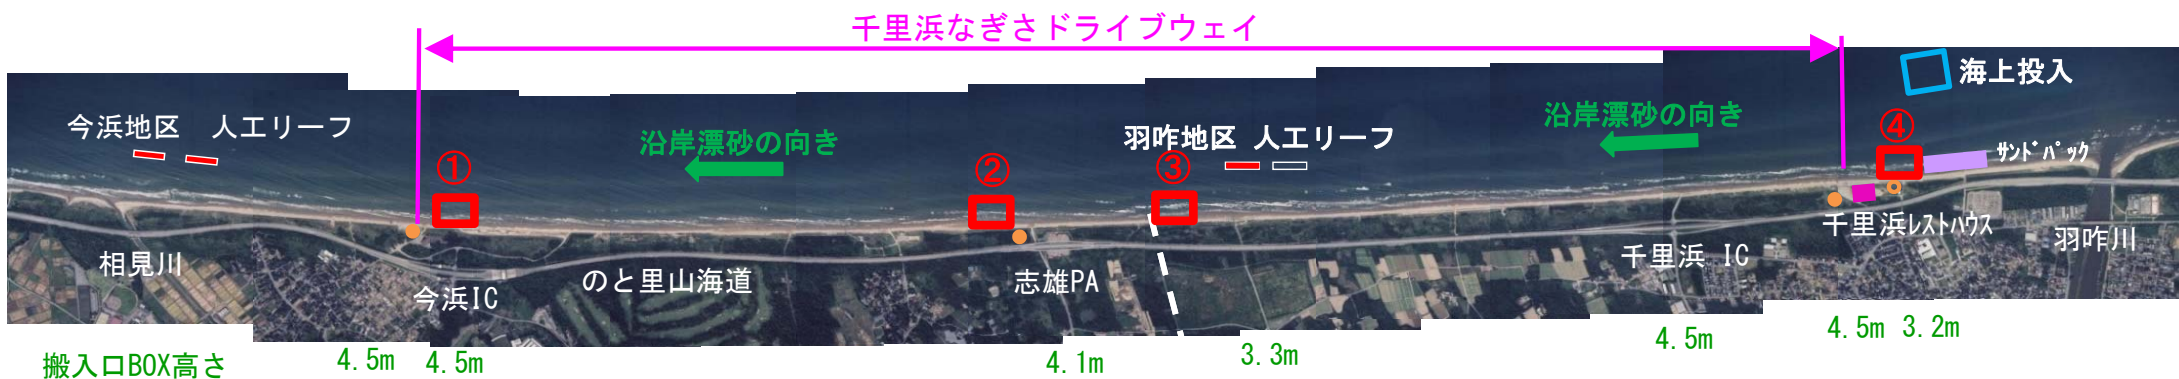 千里浜なぎさドライブウェイ
海上投入
今浜地区 人工リーフ
沿岸漂砂の向き
羽咋地区 人工リーフ
沿岸漂砂の向き
①
②
③
④
サンドパック
相見川
今浜IC
のと里山海道
志雄PA
千里浜 IC
千里浜レストハウス
羽咋川
搬入口BOX高さ
4.5m
4.5m
4.1m
3.3m
4.5m
4.5m
3.2m